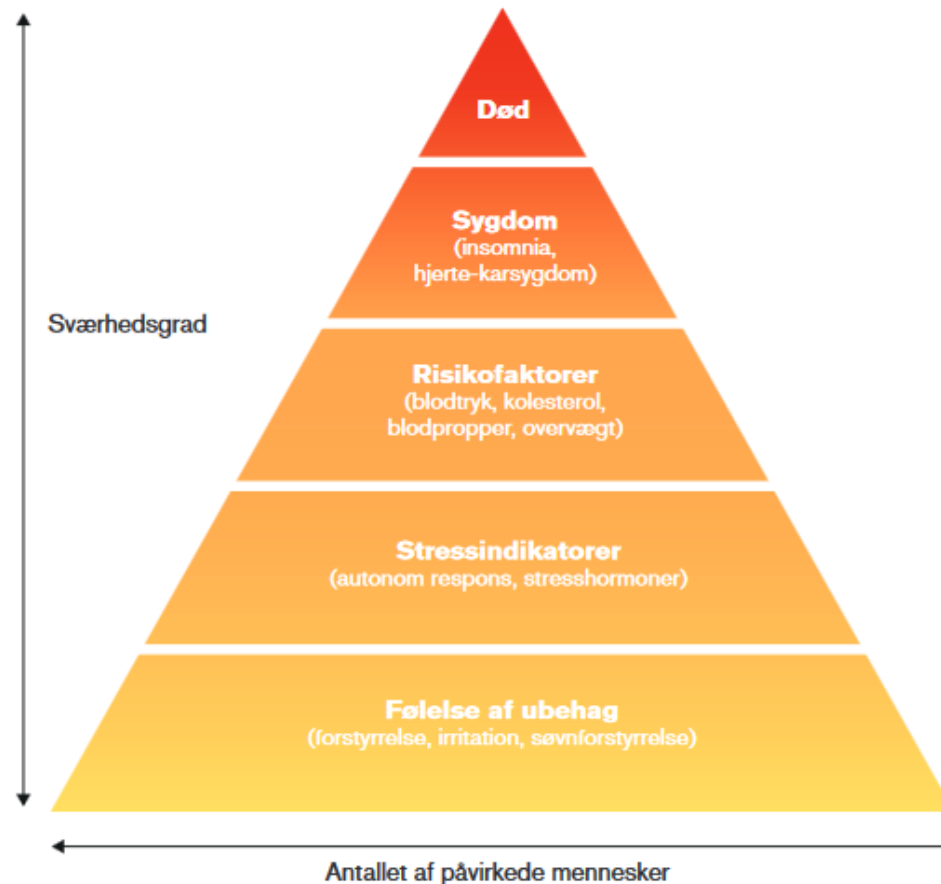 Død
Sygdom
(insomnia,
hjerte-karsygdom)
Sværhedsgrad
Risikofaktorer
(blodtryk, kolesterol,
blodpropper, overvægt)
Stressindikatorer
(autonom respons, stresshormoner)
Følelse af ubehag
(forstyrrelse, irritation, søvnforstyrrelse)
Antallet af påvirkede mennesker